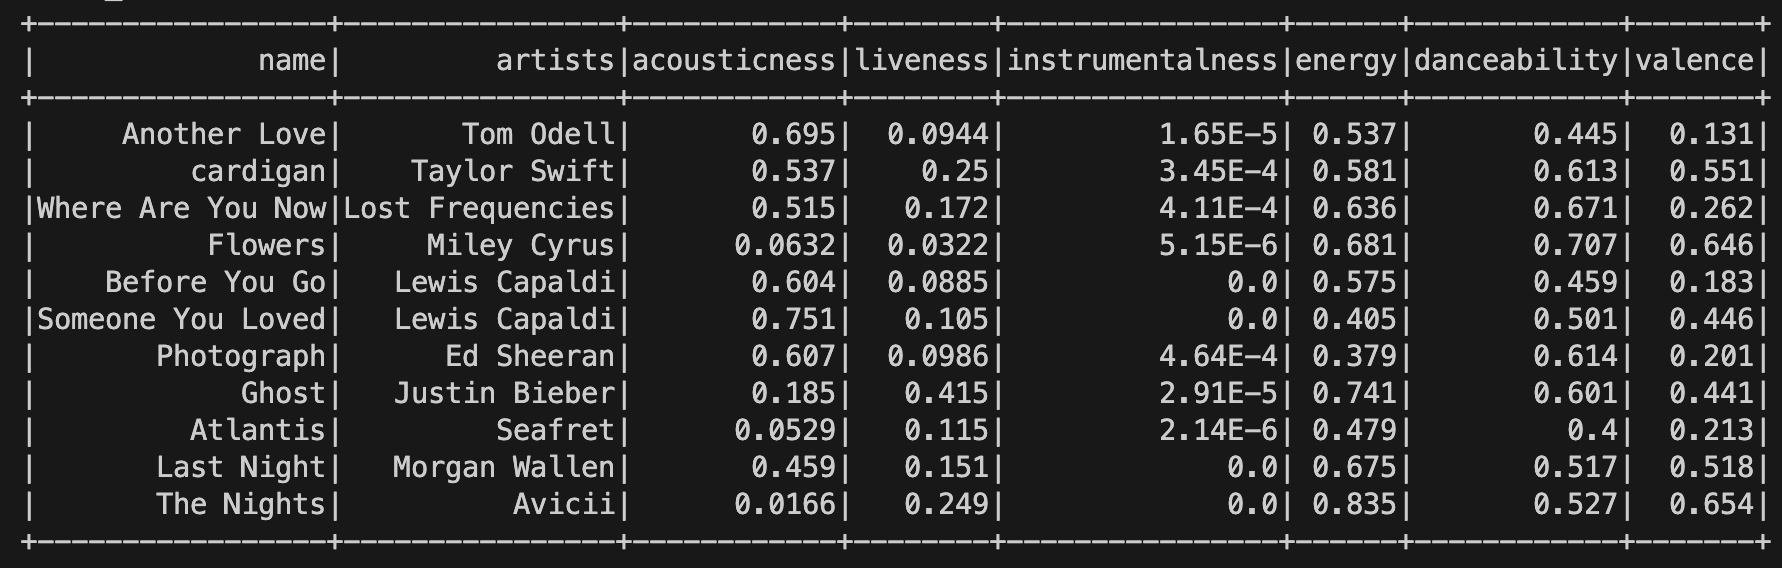 +-----------------+----------------+------------+--------+----------------+------+------------+-------+
|             name|         artists|acousticness|liveness|instrumentalness|energy|danceability|valence|
+-----------------+----------------+------------+--------+----------------+------+------------+-------+
|     Another Love|       Tom Odell|       0.695|  0.0944|         1.65E-5| 0.537|       0.445|  0.131|
|         cardigan|    Taylor Swift|       0.537|    0.25|         3.45E-4| 0.581|       0.613|  0.551|
|Where Are You Now|Lost Frequencies|       0.515|   0.172|         4.11E-4| 0.636|       0.671|  0.262|
|          Flowers|     Miley Cyrus|      0.0632|  0.0322|         5.15E-6| 0.681|       0.707|  0.646|
|    Before You Go|   Lewis Capaldi|       0.604|  0.0885|             0.0| 0.575|       0.459|  0.183|
|Someone You Loved|   Lewis Capaldi|       0.751|   0.105|             0.0| 0.405|       0.501|  0.446|
|       Photograph|      Ed Sheeran|       0.607|  0.0986|         4.64E-4| 0.379|       0.614|  0.201|
|            Ghost|   Justin Bieber|       0.185|   0.415|         2.91E-5| 0.741|       0.601|  0.441|
|         Atlantis|         Seafret|      0.0529|   0.115|         2.14E-6| 0.479|         0.4|  0.213|
|       Last Night|   Morgan Wallen|       0.459|   0.151|             0.0| 0.675|       0.517|  0.518|
|       The Nights|          Avicii|      0.0166|   0.249|             0.0| 0.835|       0.527|  0.654|
+-----------------+----------------+------------+--------+----------------+------+------------+-------+